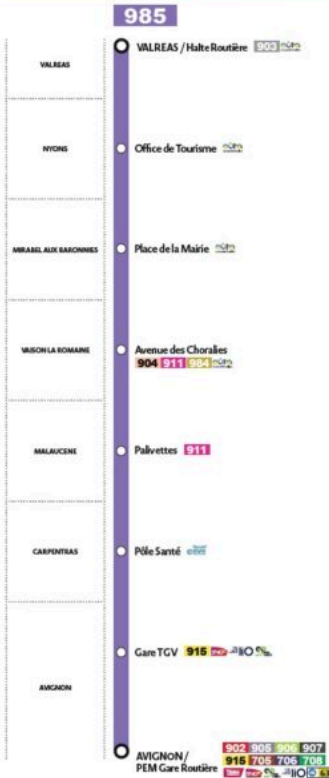 985
VALREAS
VALREAS / Halte Routière 903
NYONS
Office de Tourisme
MIRABEL AUX BARONNIES
Place de la Mairie
VAISON LA ROMAINE
Avenue des Choralies
904 911 984
MALAUCENE
Palivettes 911
CARPENTRAS
Pôle Santé
Gare TGV 915
AVIGNON
AVIGNON /
PEM Gare Routière
902 905 906 907
915 705 706 708